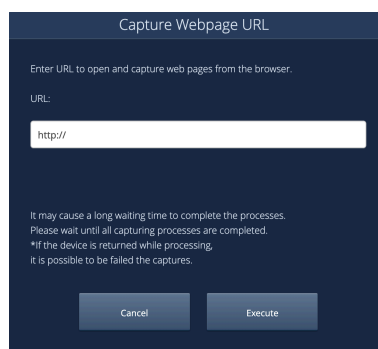 Capture Webpage URL
Enter URL to open and capture web pages from the browser.
URL:
http://
It may cause a long waiting time to complete the processes.
Please wait until all capturing processes are completed.
*If the device is returned while processing,
it is possible to be failed the captures.
Cancel
Execute